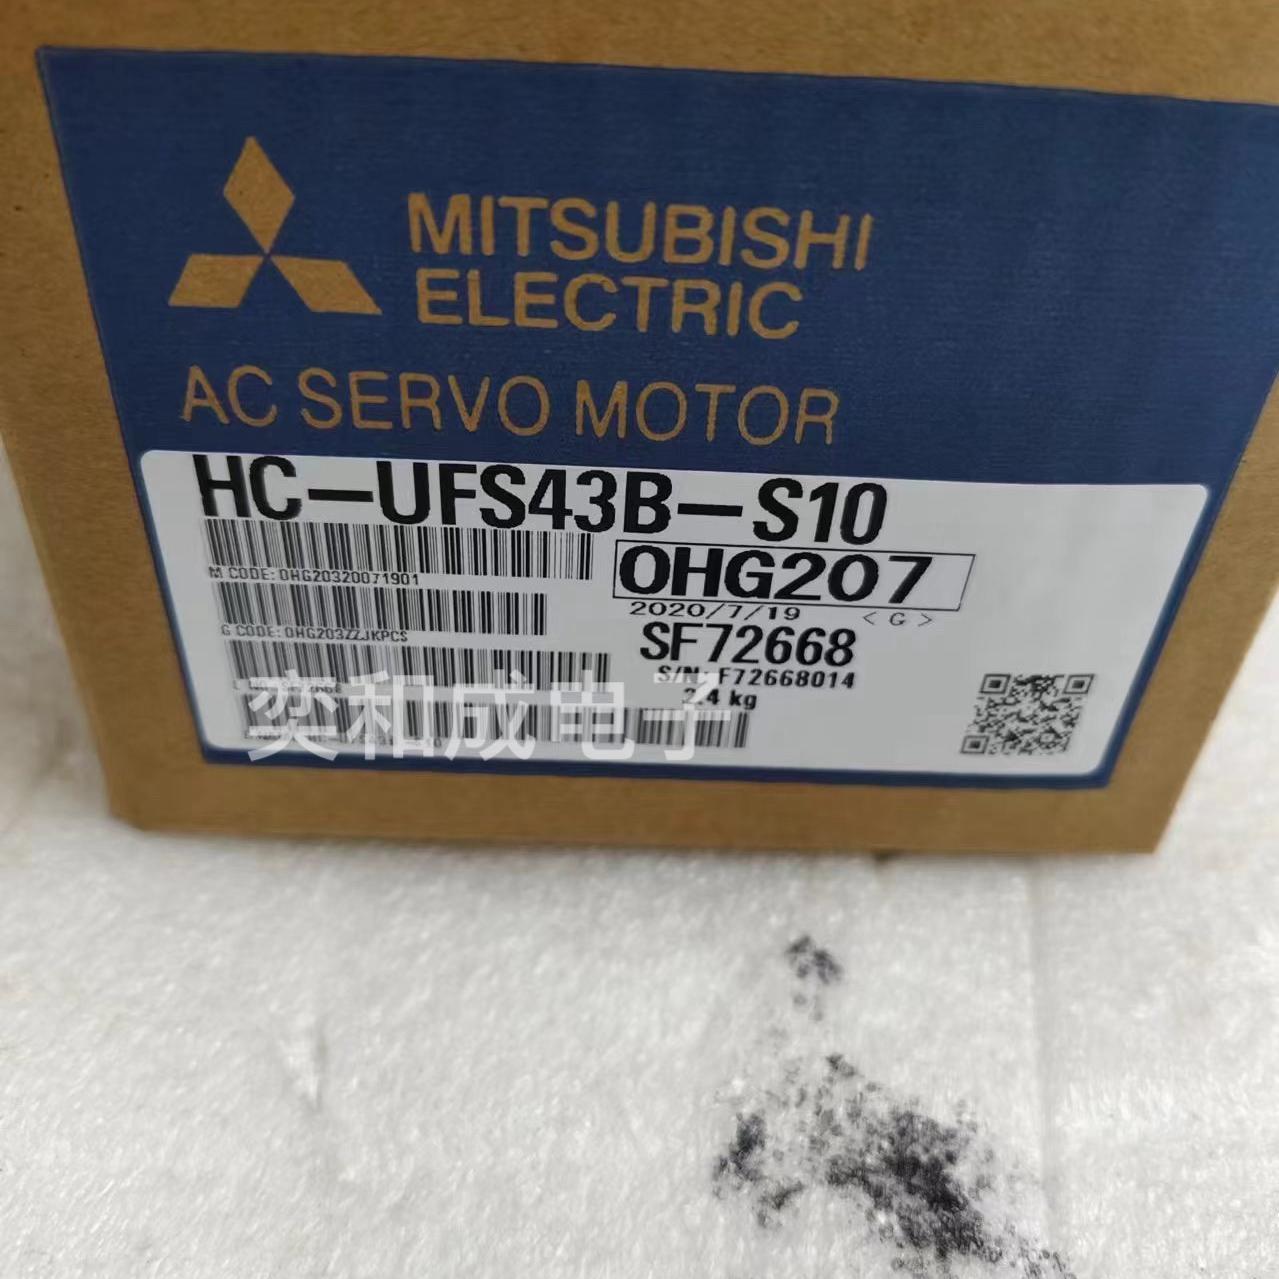 MITSUBISHI
ELECTRIC
AC SERVO MOTOR
HC-UFS43B-S10
OHG207
M CODE: OHG20320071901
2020/7/19 <G>
G CODE: OHG203ZZJKPCS
SF72668
S/N F72668014
2.4 kg
奕和成电子